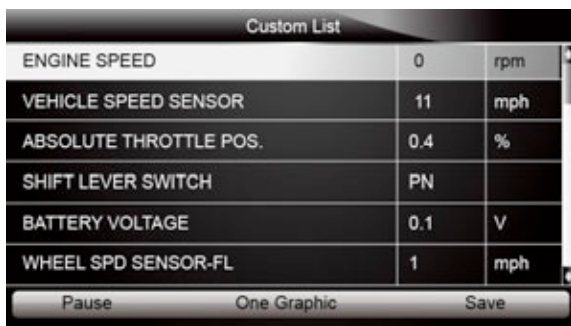 Custom List
ENGINE SPEED 0 rpm
VEHICLE SPEED SENSOR 11 mph
ABSOLUTE THROTTLE POS. 0.4 %
SHIFT LEVER SWITCH PN
BATTERY VOLTAGE 0.1 V
WHEEL SPD SENSOR-FL 1 mph
Pause One Graphic Save